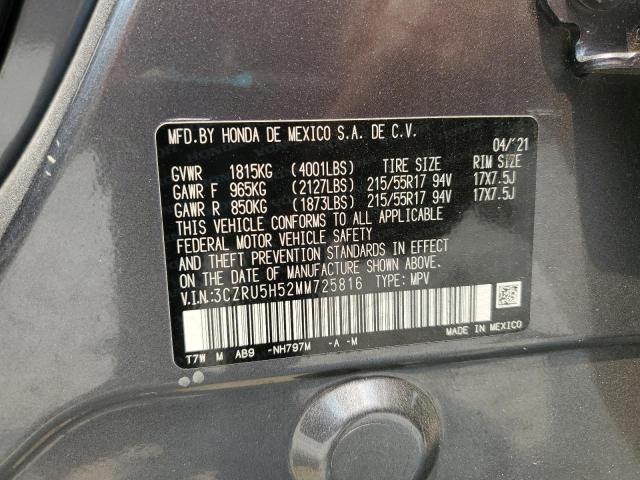 MFD.BY HONDA DE MEXICO S.A. DE C.V.
04/'21
GVWR 1815KG (4001LBS) TIRE SIZE RIM SIZE
GAWR F 965KG (2127LBS) 215/55R17 94V 17X7.5J
GAWR R 850KG (1873LBS) 215/55R17 94V 17X7.5J
THIS VEHICLE CONFORMS TO ALL APPLICABLE
FEDERAL MOTOR VEHICLE SAFETY
AND THEFT PREVENTION STANDARDS IN EFFECT
ON THE DATE OF MANUFACTURE SHOWN ABOVE.
V.I.N:3CZRU5H52MM725816 TYPE: MPV
MADE IN MEXICO
T7W M AB9 -NH797M -A -M